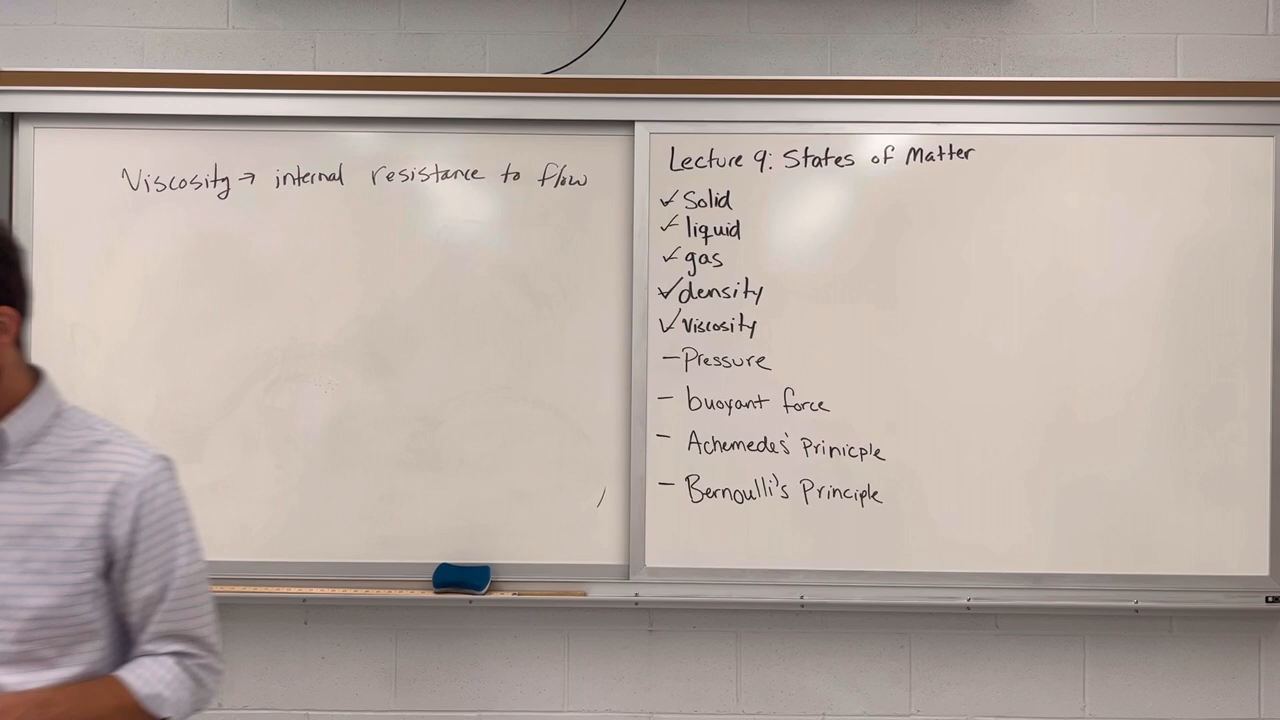 Viscosity → internal resistance to flow
Lecture 9: States of Matter
✓ Solid
✓ liquid
✓ gas
✓ density
✓ Viscosity
- Pressure
- buoyant force
- Achemedes' Prinicple
- Bernoulli's Principle